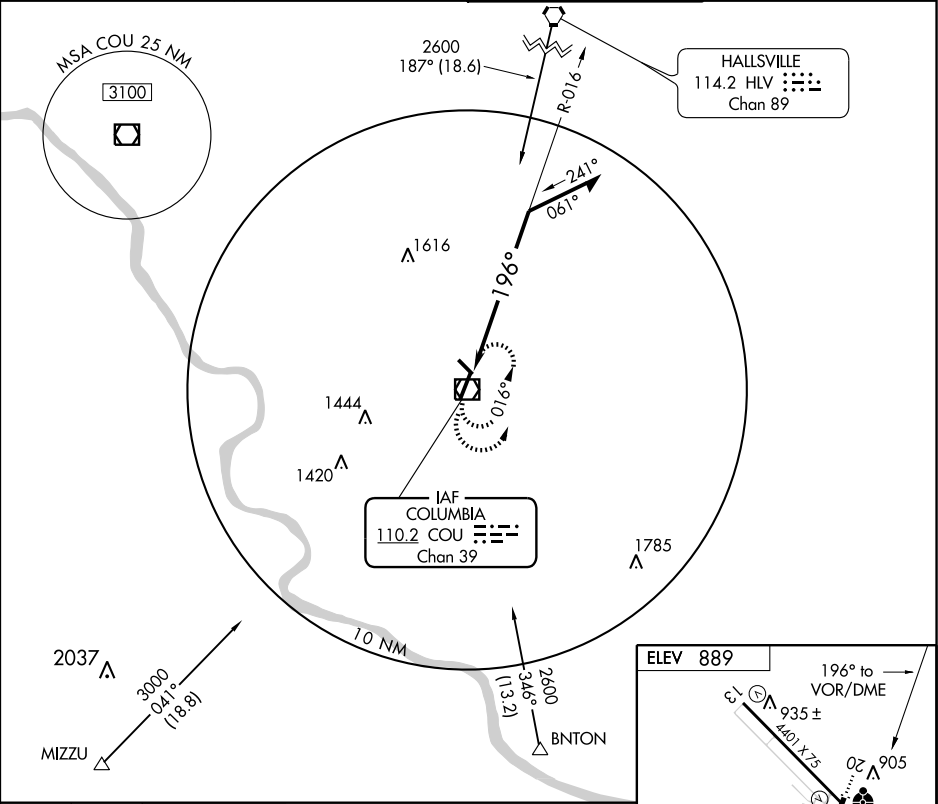 MSA COU 25 NM
3100
2600
187° (18.6)
R-016
HALLSVILLE
114.2 HLV
Chan 89
241°
061°
1616
196°
016°
1444
1420
IAF
COLUMBIA
110.2 COU
Chan 39
1785
10 NM
2037
3000
041°
(18.8)
MIZZU
2600
346°
(13.2)
BNTON
ELEV 889
196° to
VOR/DME
13
V
935 ±
4401 X 75
20
905